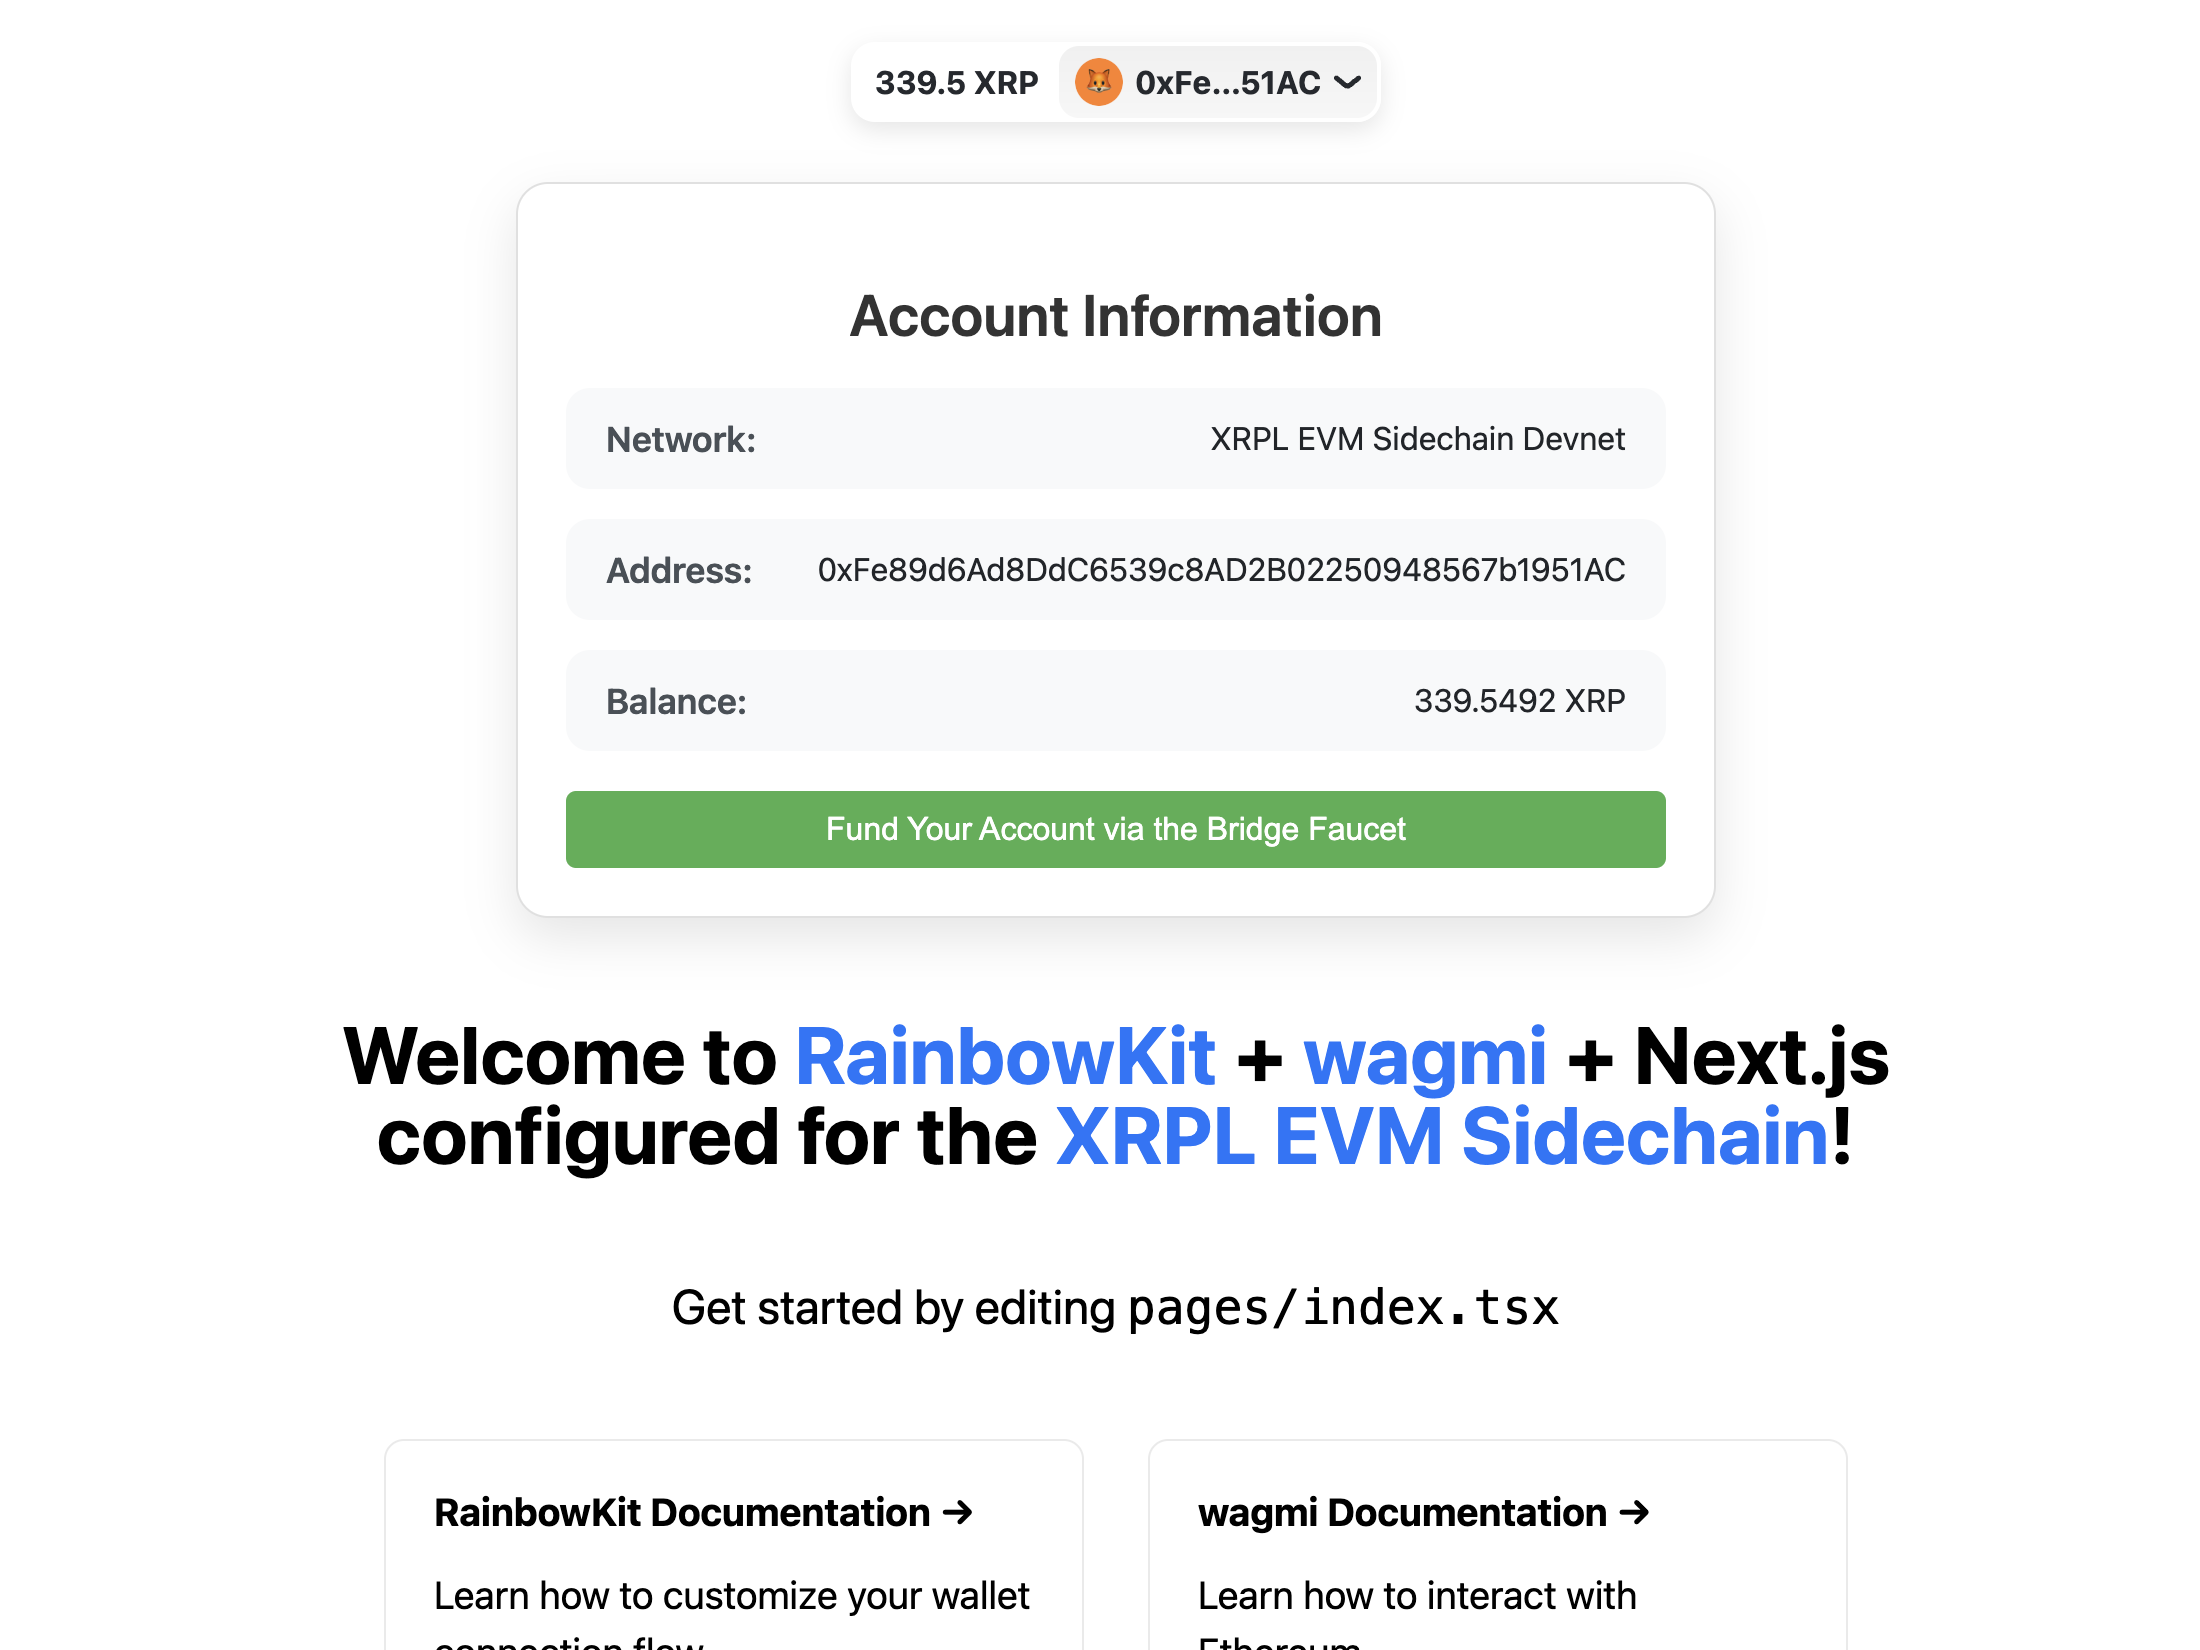 339.5 XRP 0xFe...51AC
Account Information
Network: XRPL EVM Sidechain Devnet
Address: 0xFe89d6Ad8DdC6539c8AD2B02250948567b1951AC
Balance: 339.5492 XRP
Fund Your Account via the Bridge Faucet
Welcome to RainbowKit + wagmi + Next.js
configured for the XRPL EVM Sidechain!
Get started by editing pages/index.tsx
RainbowKit Documentation →
Learn how to customize your wallet
connection flow.
wagmi Documentation →
Learn how to interact with
Ethereum.